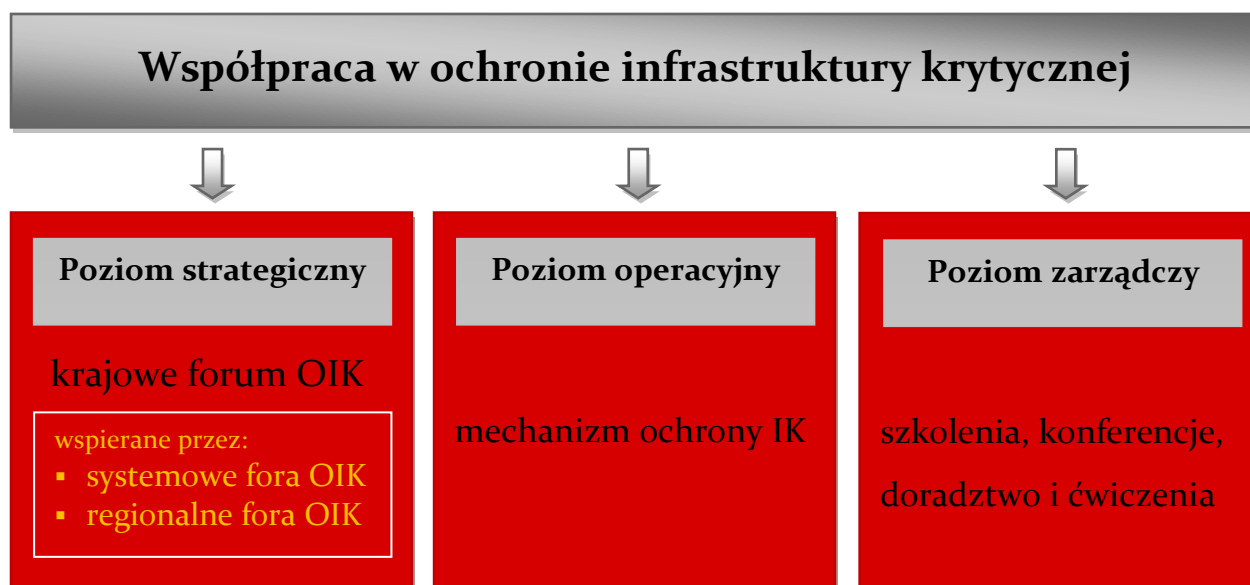 Współpraca w ochronie infrastruktury krytycznej
Poziom strategiczny
krajowe forum OIK
wspierane przez:
▪ systemowe fora OIK
▪ regionalne fora OIK
Poziom operacyjny
mechanizm ochrony IK
Poziom zarządczy
szkolenia, konferencje,
doradztwo i ćwiczenia